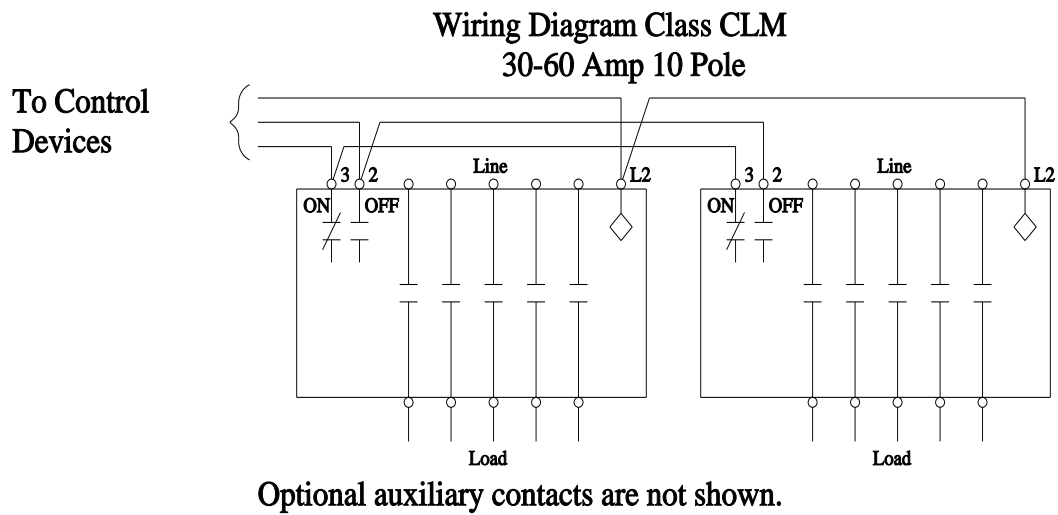 Wiring Diagram Class CLM
30-60 Amp 10 Pole
To Control
Devices
3 2 Line L2
3 2 Line L2
ON OFF
ON OFF
Load
Load
Optional auxiliary contacts are not shown.